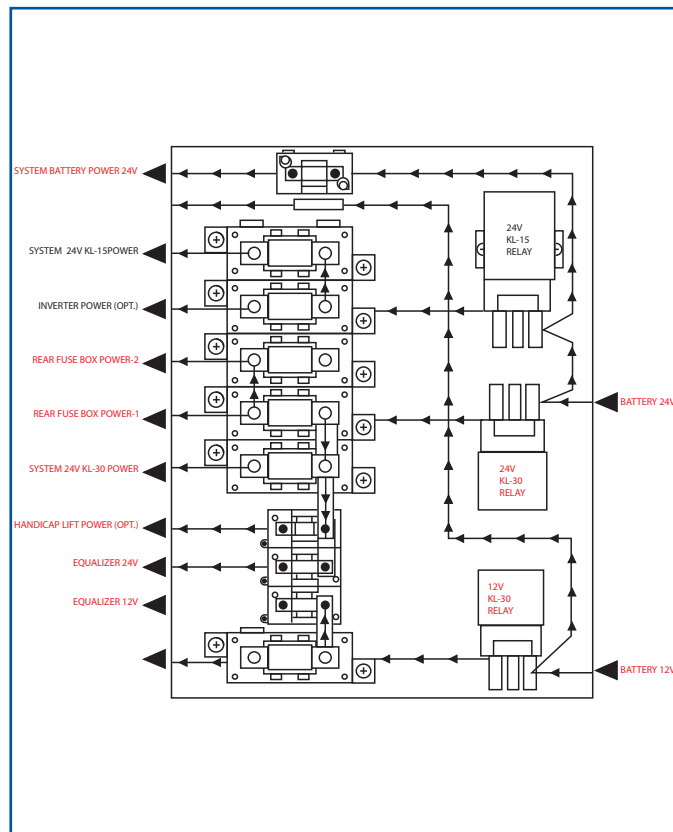 SYSTEM BATTERY POWER 24V
SYSTEM 24V KL-15POWER
INVERTER POWER (OPT.)
REAR FUSE BOX POWER-2
REAR FUSE BOX POWER-1
SYSTEM 24V KL-30 POWER
HANDICAP LIFT POWER (OPT.)
EQUALIZER 24V
EQUALIZER 12V
24V
KL-15
RELAY
BATTERY 24V
24V
KL-30
RELAY
12V
KL-30
RELAY
BATTERY 12V